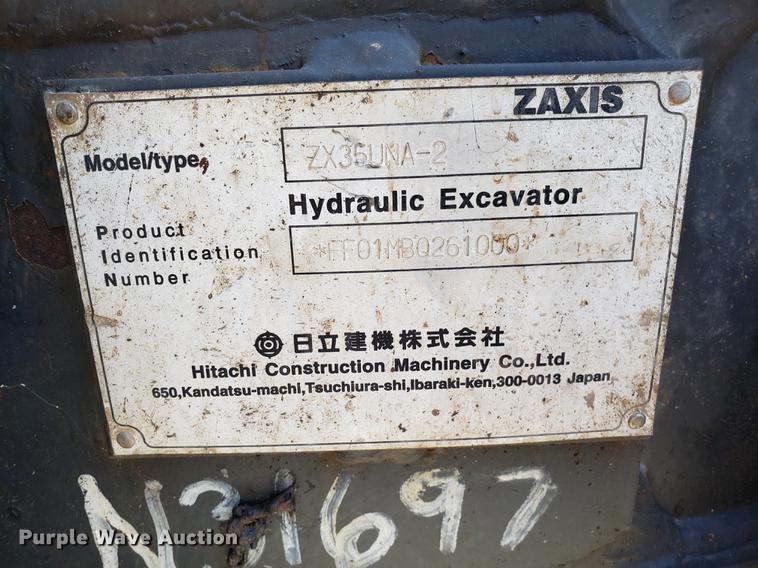 ZAXIS
Model/type ZX35UNA-2
Hydraulic Excavator
Product
Identification *FF01MBQ261000*
Number
日立建機株式会社
Hitachi Construction Machinery Co.,Ltd.
650,Kandatsu-machi,Tsuchiura-shi,Ibaraki-ken,300-0013 Japan
N31697
Purple Wave Auction